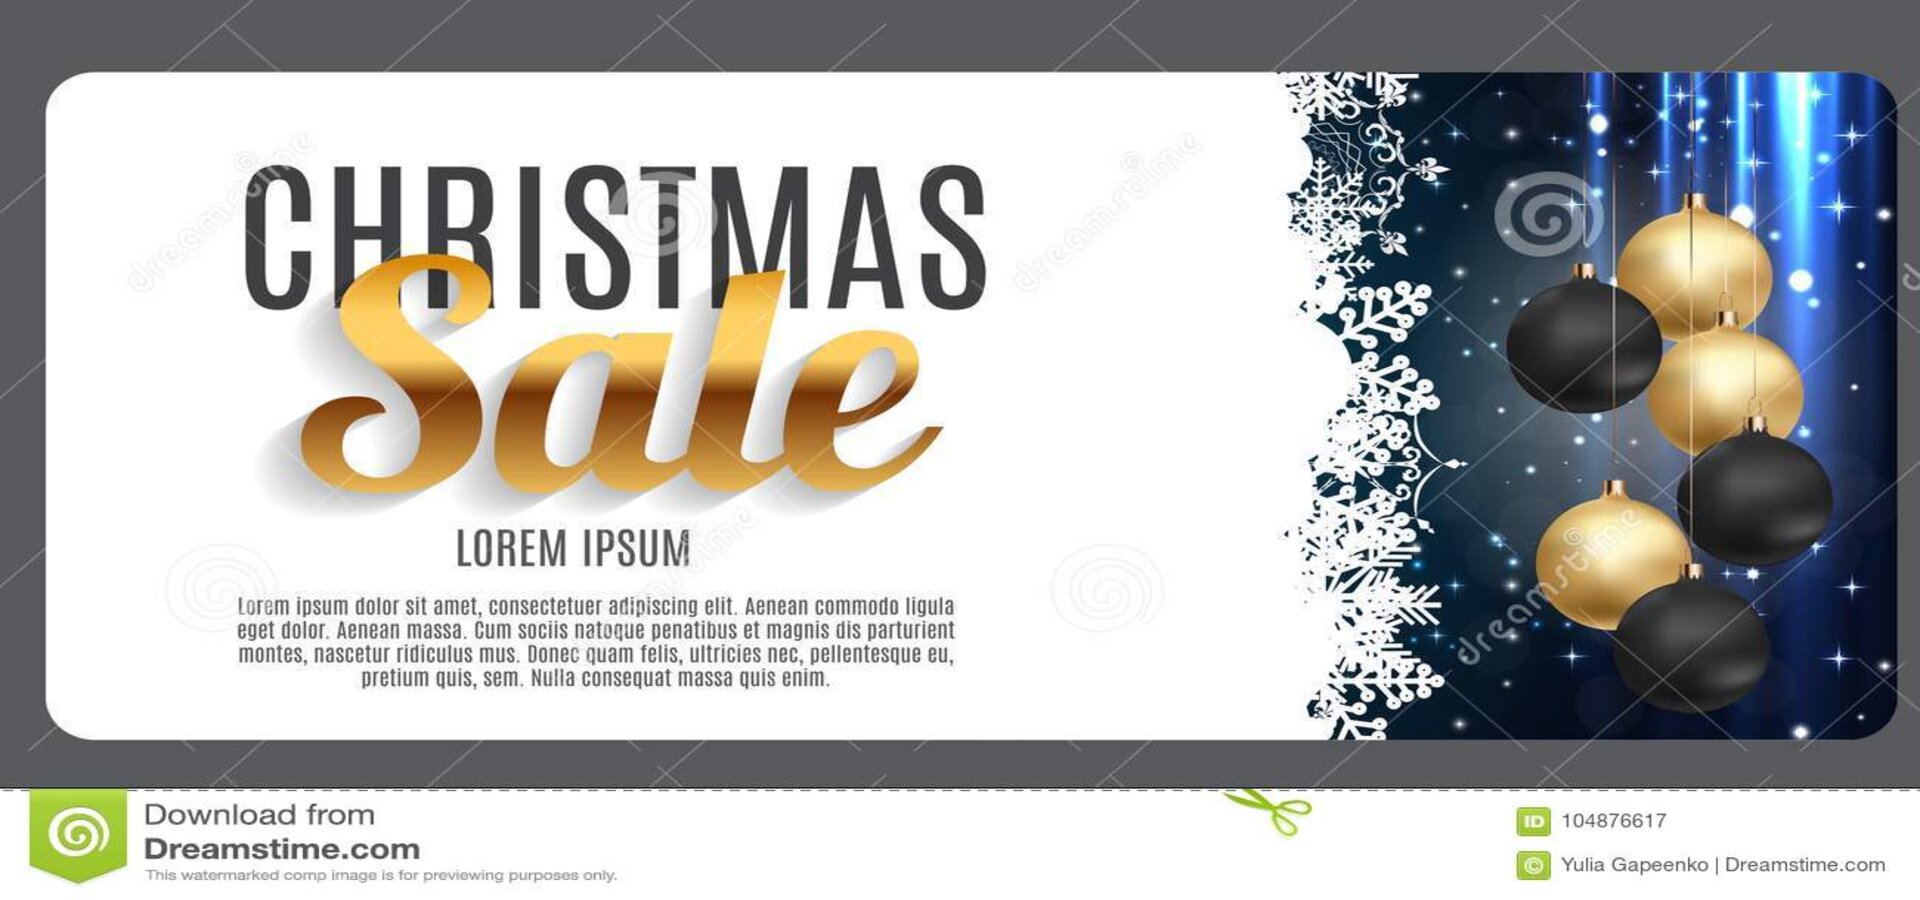 CHRISTMAS
Sale
LOREM IPSUM
Lorem ipsum dolor sit amet, consectetuer adipiscing elit. Aenean commodo ligula
eget dolor. Aenean massa. Cum sociis natoque penatibus et magnis dis parturient
montes, nascetur ridiculus mus. Donec quam felis, ultricies nec, pellentesque eu,
pretium quis, sem. Nulla consequat massa quis enim.
dreamstime
dreamstime
dreamstime
Download from
Dreamstime.com
This watermarked comp image is for previewing purposes only.
ID 104876617
© Yulia Gapeenko | Dreamstime.com